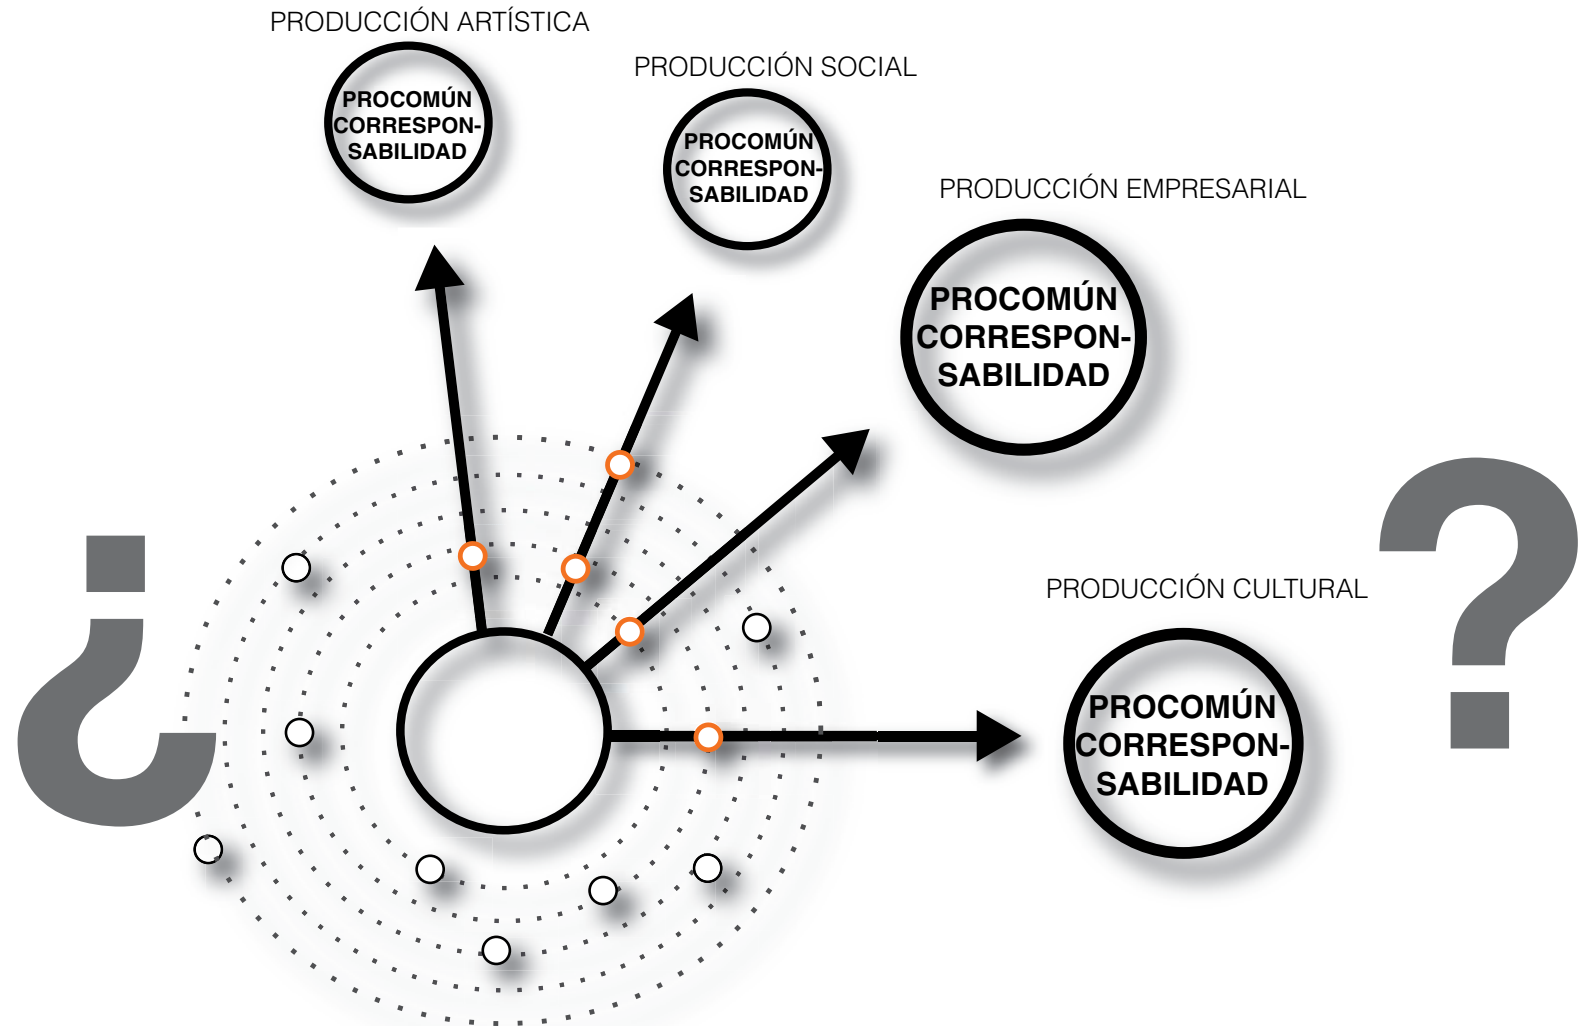 PRODUCCIÓN ARTÍSTICA
PROCOMÚN
CORRESPON-
SABILIDAD
PRODUCCIÓN SOCIAL
PROCOMÚN
CORRESPON-
SABILIDAD
PRODUCCIÓN EMPRESARIAL
PROCOMÚN
CORRESPON-
SABILIDAD
¿
?
PRODUCCIÓN CULTURAL
PROCOMÚN
CORRESPON-
SABILIDAD